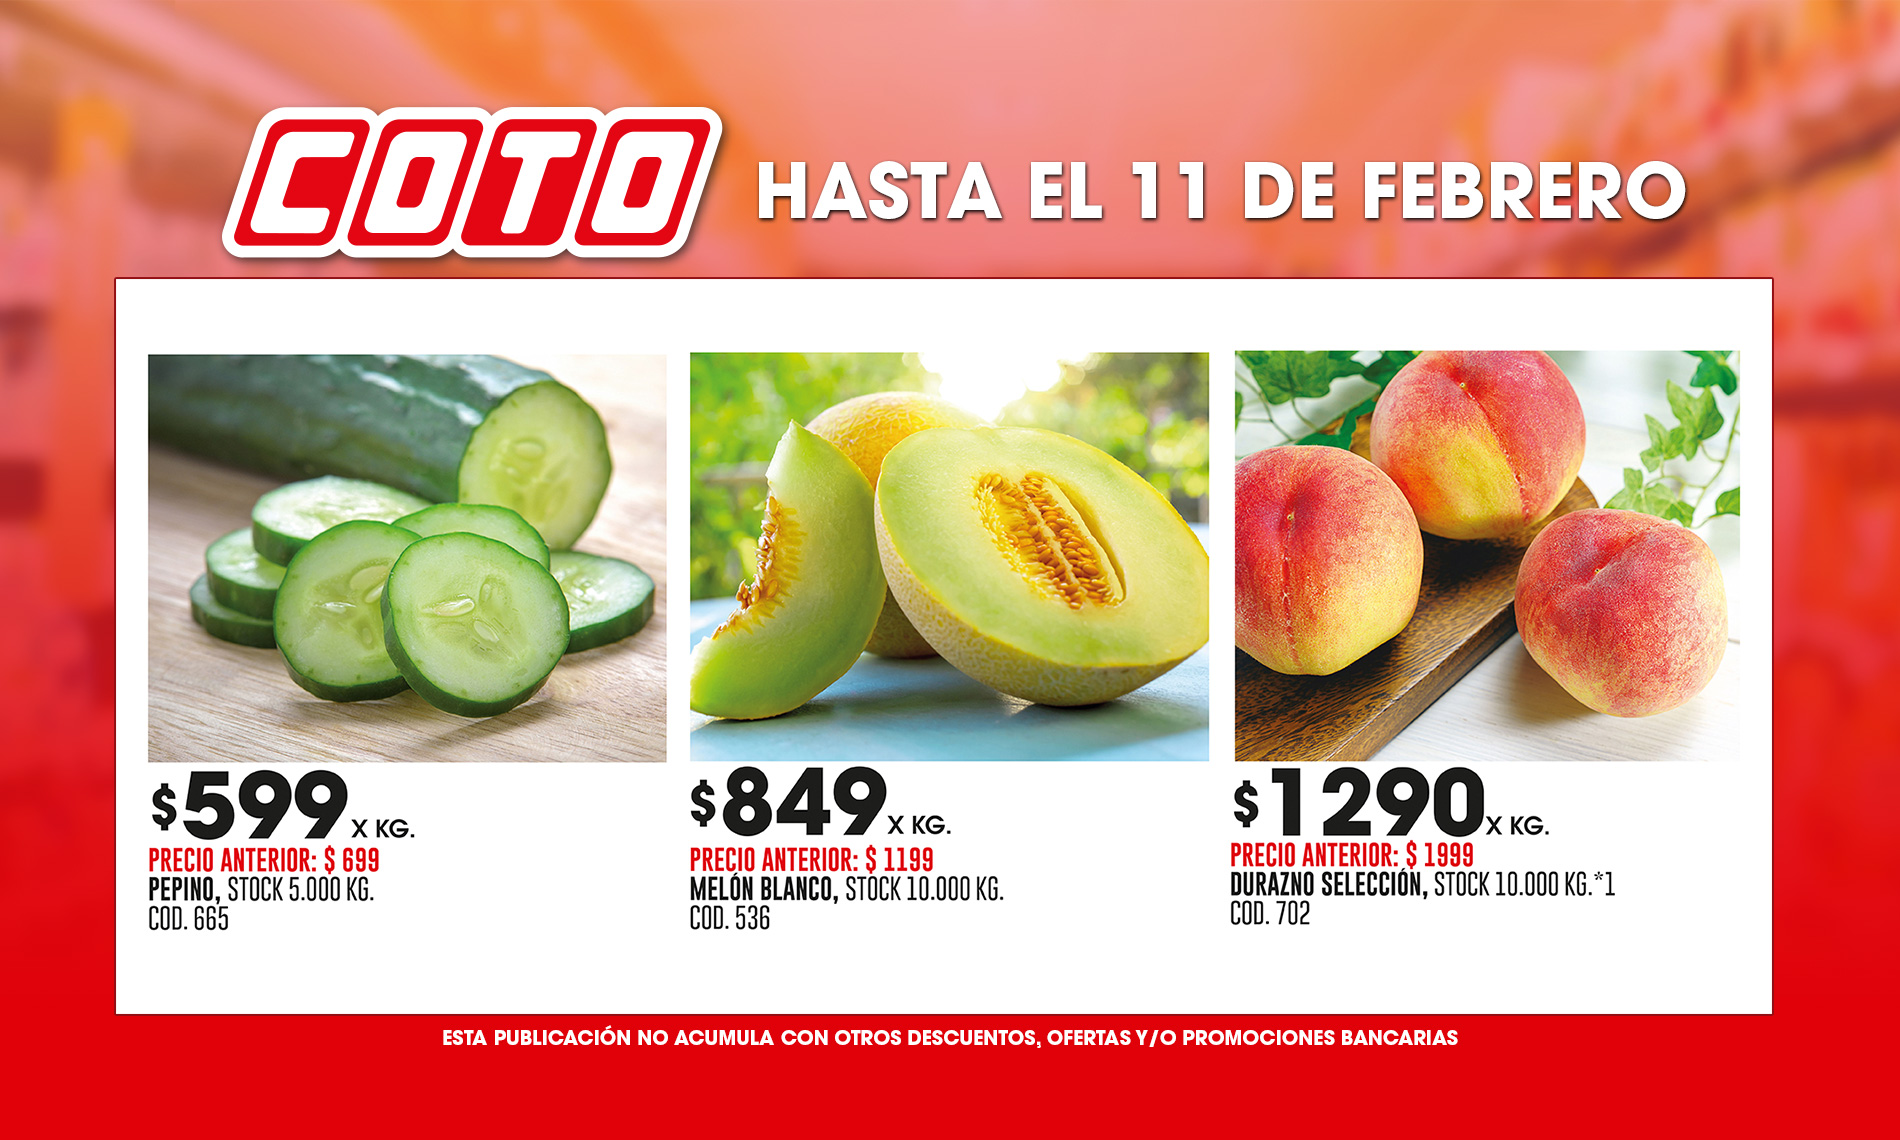 COTO HASTA EL 11 DE FEBRERO
$599 X KG.
PRECIO ANTERIOR: $ 699
PEPINO, STOCK 5.000 KG.
COD. 665
$849 X KG.
PRECIO ANTERIOR: $ 1199
MELÓN BLANCO, STOCK 10.000 KG.
COD. 536
$1290 X KG.
PRECIO ANTERIOR: $ 1999
DURAZNO SELECCIÓN, STOCK 10.000 KG.*1
COD. 702
ESTA PUBLICACIÓN NO ACUMULA CON OTROS DESCUENTOS, OFERTAS Y/O PROMOCIONES BANCARIAS